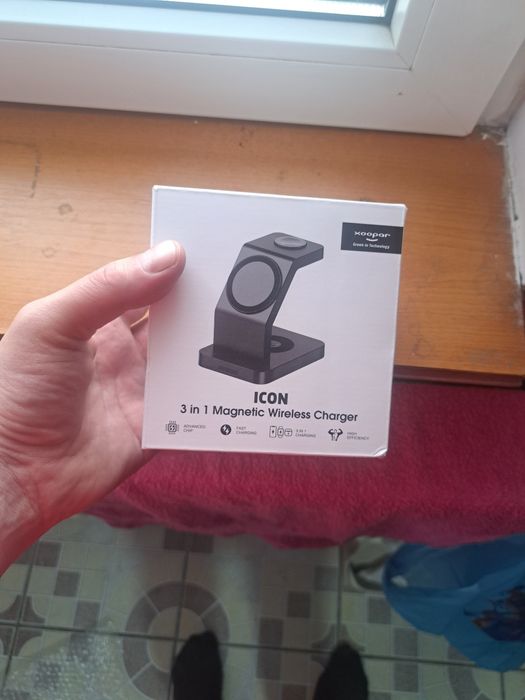 xoopar
Green in Technology
ICON
3 in 1 Magnetic Wireless Charger
ADVANCED
CHIP
FAST
CHARGING
3 IN 1
CHARGING
HIGH
EFFICIENCY